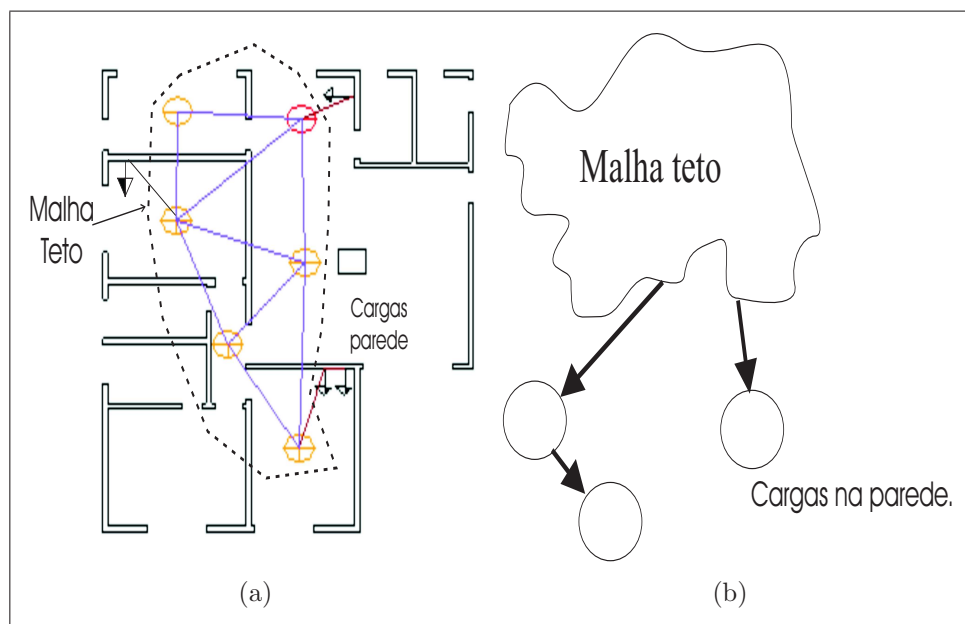 Malha
Teto
Cargas
parede
(a)
Malha teto
Cargas na parede.
(b)